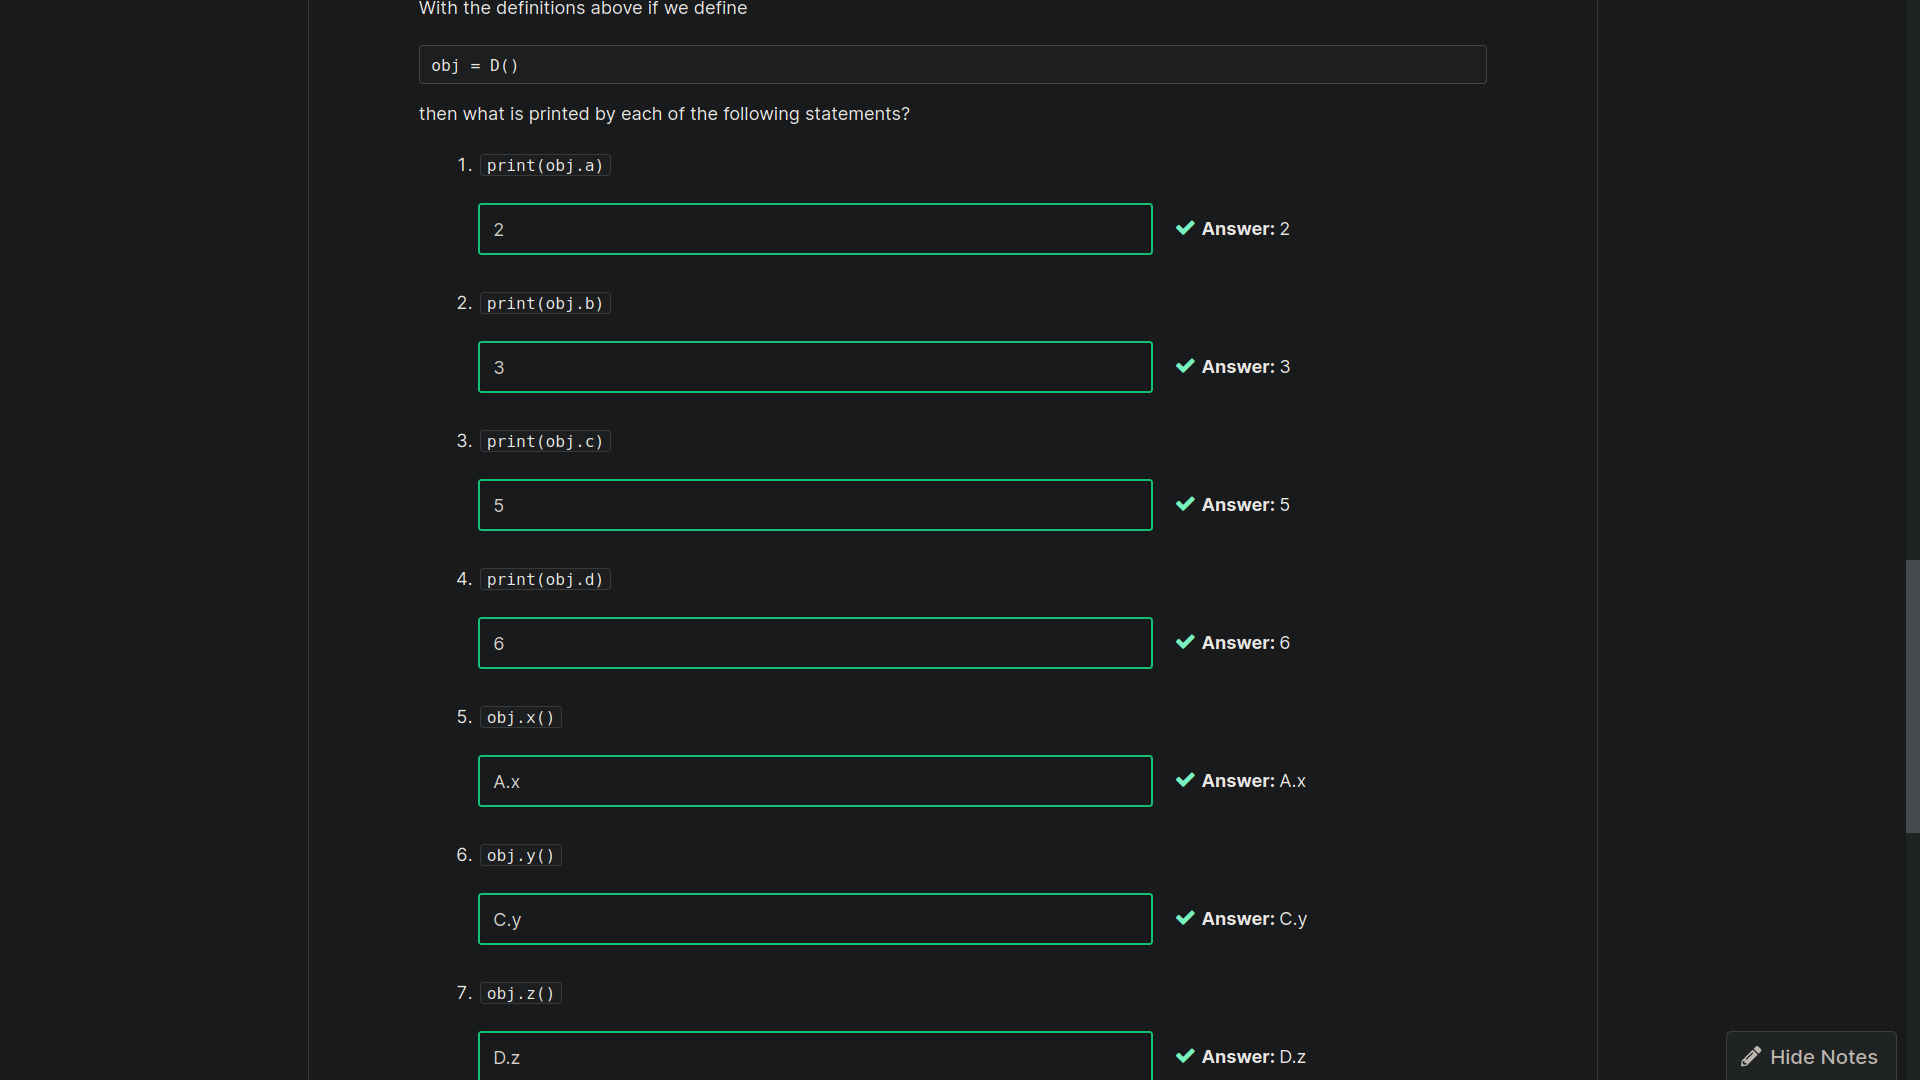 With the definitions above if we define
obj = D()
then what is printed by each of the following statements?
1. print(obj.a)
2
Answer: 2
2. print(obj.b)
3
Answer: 3
3. print(obj.c)
5
Answer: 5
4. print(obj.d)
6
Answer: 6
5. obj.x()
A.x
Answer: A.x
6. obj.y()
C.y
Answer: C.y
7. obj.z()
D.z
Answer: D.z
Hide Notes